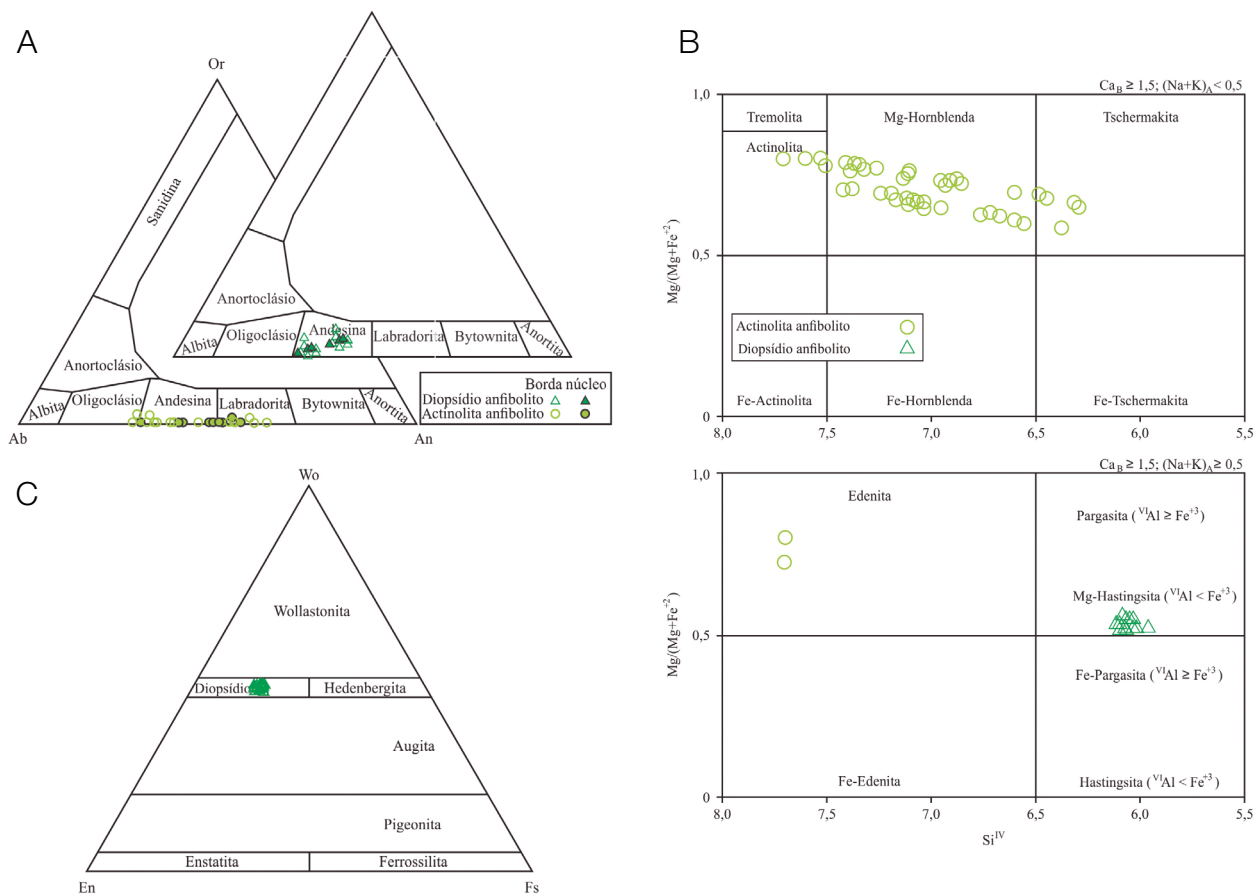 A
Or
Sanidina
Anortoclásio
Albita
Oligoclásio
Andesina
Labradorita
Bytownita
Anortita
Anortoclásio
Albita
Oligoclásio
Andesina
Labradorita
Bytownita
Anortita
Ab
An
Borda núcleo
Diopsídio anfibolito
Actinolita anfibolito
B
Ca_B ≥ 1,5; (Na+K)_A < 0,5
1,0
Tremolita
Mg-Hornblenda
Tschermakita
Actinolita
Mg/(Mg+Fe⁺²)
0,5
Actinolita anfibolito
Diopsídio anfibolito
Fe-Actinolita
Fe-Hornblenda
Fe-Tschermakita
0
8,0 7,5 7,0 6,5 6,0 5,5
Ca_B ≥ 1,5; (Na+K)_A ≥ 0,5
1,0
Edenita
Pargasita (ⱽᴵAl ≥ Fe⁺³)
Mg-Hastingsita (ⱽᴵAl < Fe⁺³)
Mg/(Mg+Fe⁺²)
0,5
Fe-Pargasita (ⱽᴵAl ≥ Fe⁺³)
Fe-Edenita
Hastingsita (ⱽᴵAl < Fe⁺³)
0
8,0 7,5 7,0 6,5 6,0 5,5
Siᴵⱽ
C
Wo
Wollastonita
Diopsídio
Hedenbergita
Augita
Pigeonita
Enstatita
Ferrossilita
En
Fs